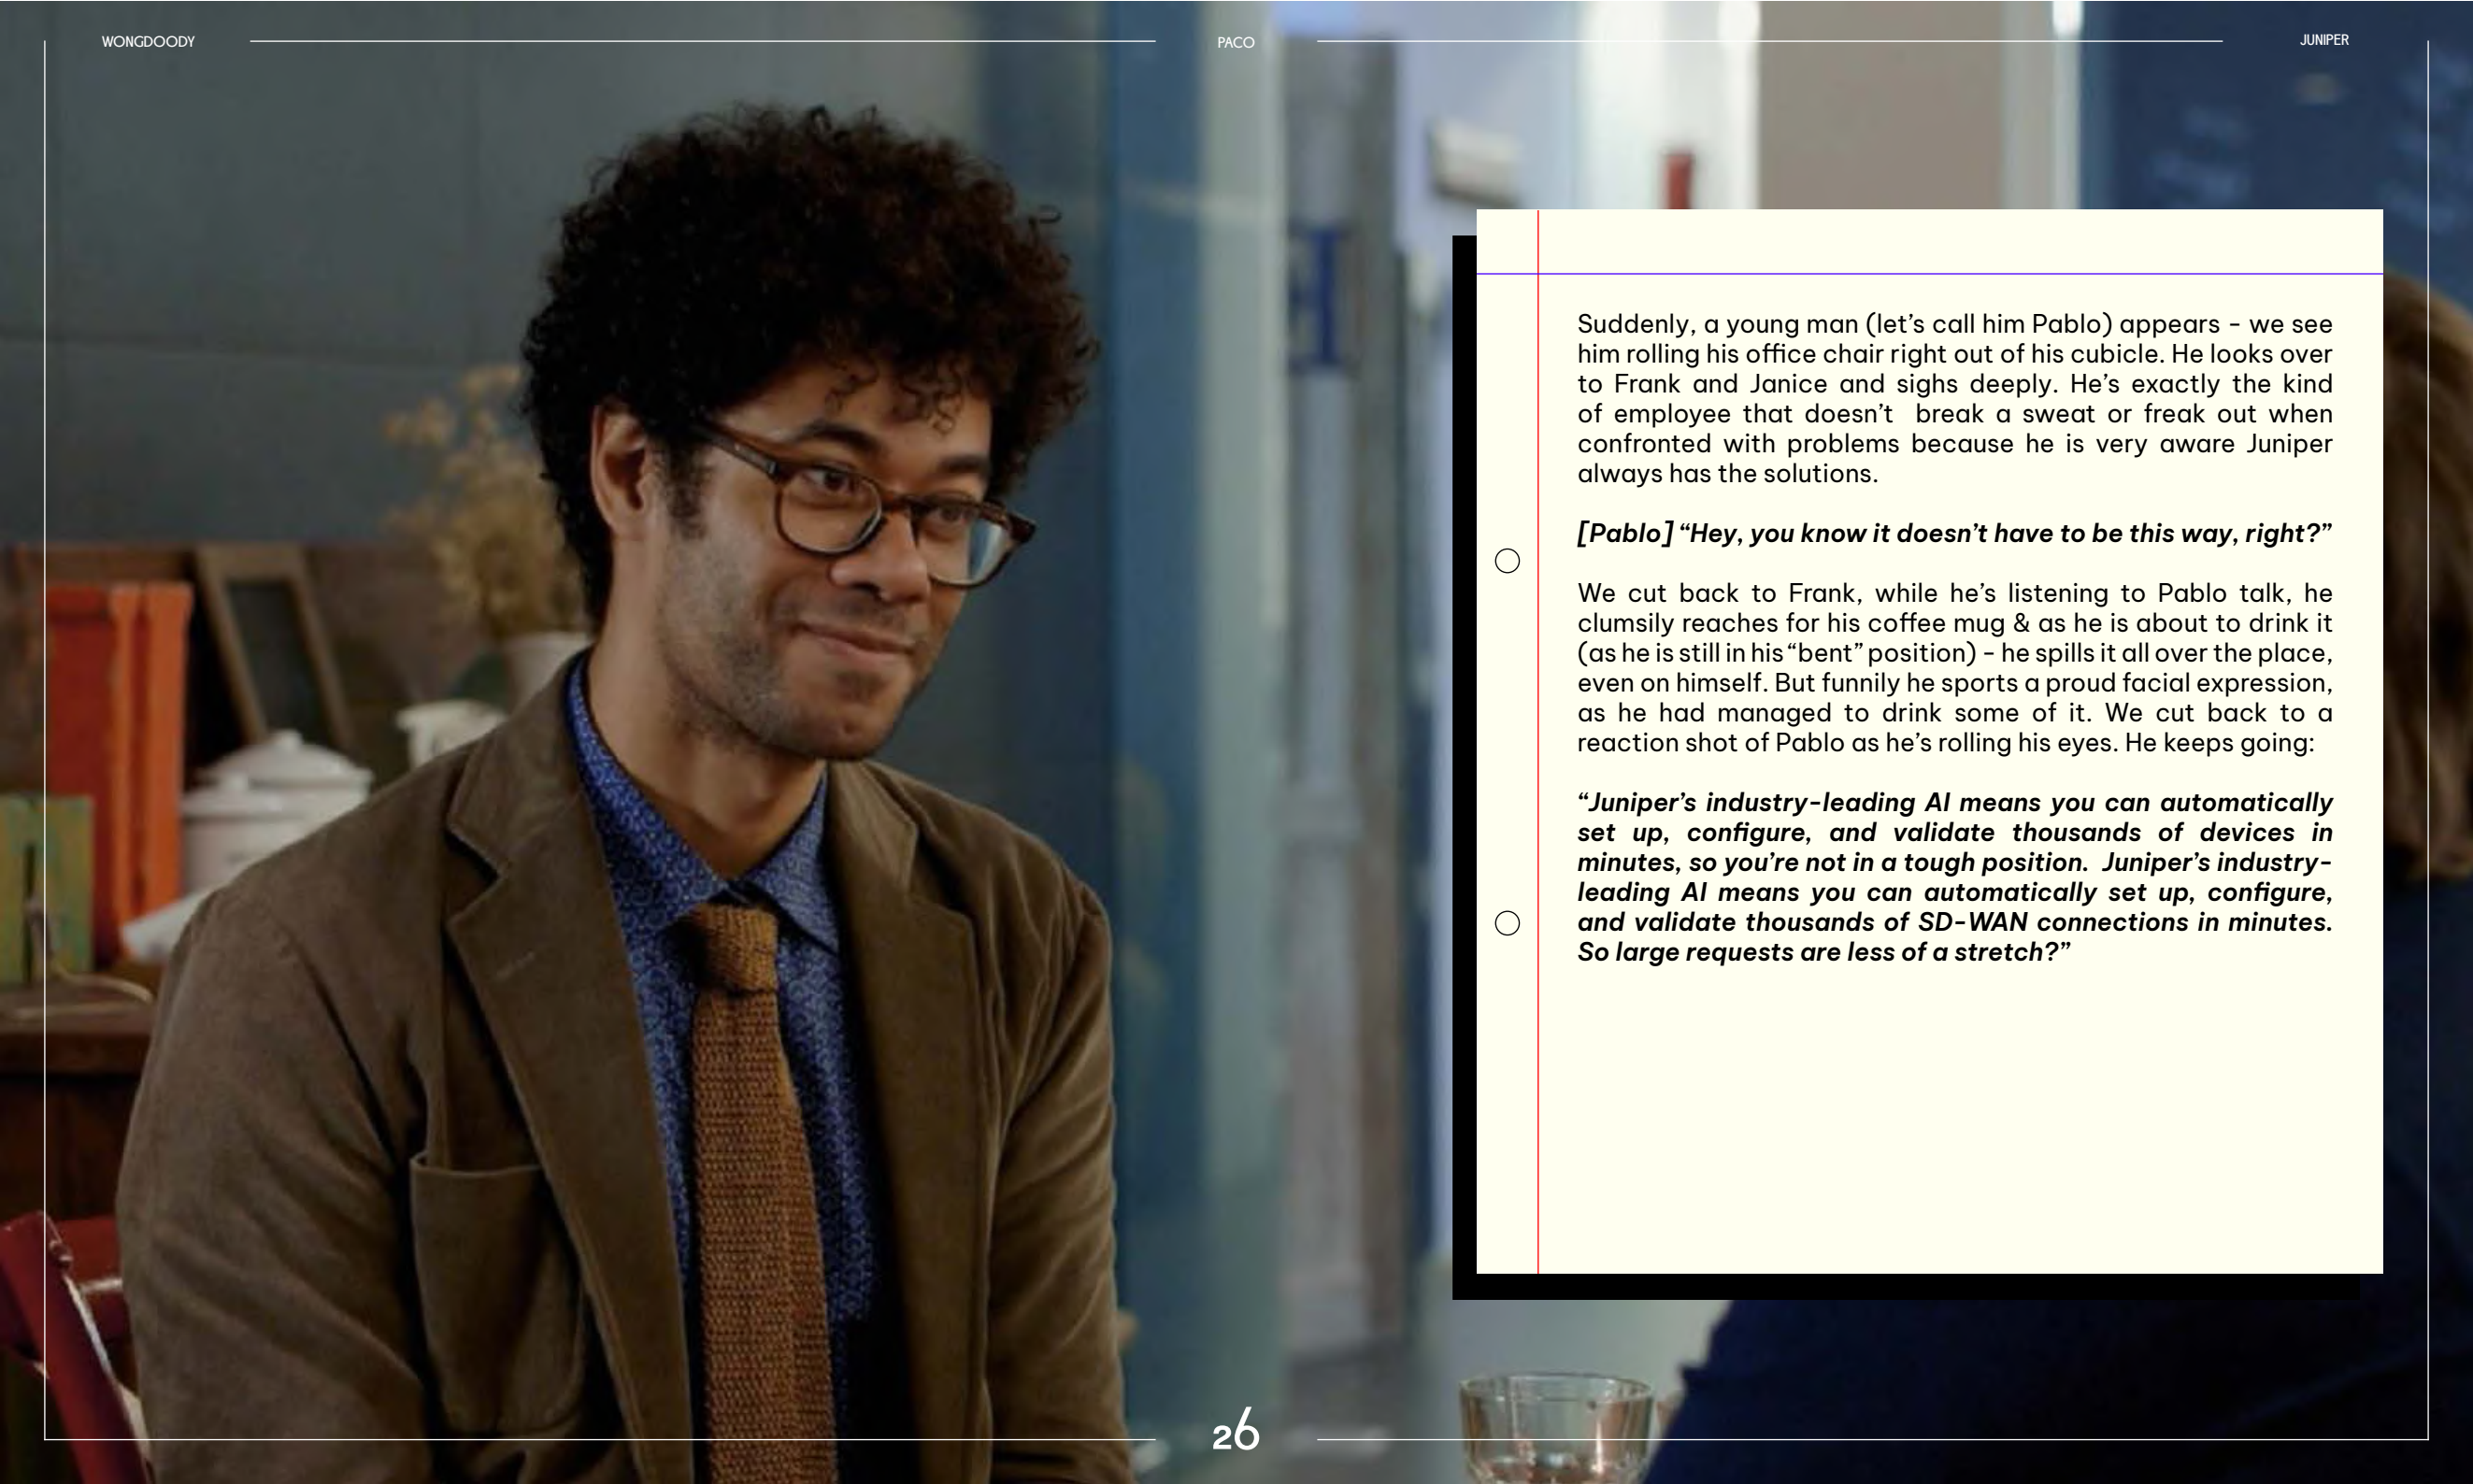 WONGDOODY
PACO
JUNIPER
Suddenly, a young man (let’s call him Pablo) appears - we see
him rolling his office chair right out of his cubicle. He looks over
to Frank and Janice and sighs deeply. He’s exactly the kind
of employee that doesn’t  break a sweat or freak out when
confronted with problems because he is very aware Juniper
always has the solutions.
[Pablo] “Hey, you know it doesn’t have to be this way, right?”
We cut back to Frank, while he’s listening to Pablo talk, he
clumsily reaches for his coffee mug & as he is about to drink it
(as he is still in his “bent” position) - he spills it all over the place,
even on himself. But funnily he sports a proud facial expression,
as he had managed to drink some of it. We cut back to a
reaction shot of Pablo as he’s rolling his eyes. He keeps going:
“Juniper’s industry-leading AI means you can automatically
set up, configure, and validate thousands of devices in
minutes, so you’re not in a tough position.  Juniper’s industry-
leading AI means you can automatically set up, configure,
and validate thousands of SD-WAN connections in minutes.
So large requests are less of a stretch?”
26